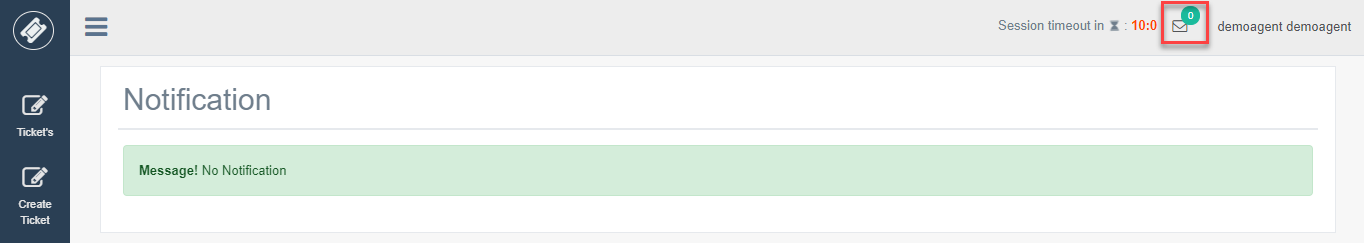 Session timeout in : 10:0
0
demoagent demoagent
Ticket's
Create
Ticket
Notification
Message! No Notification